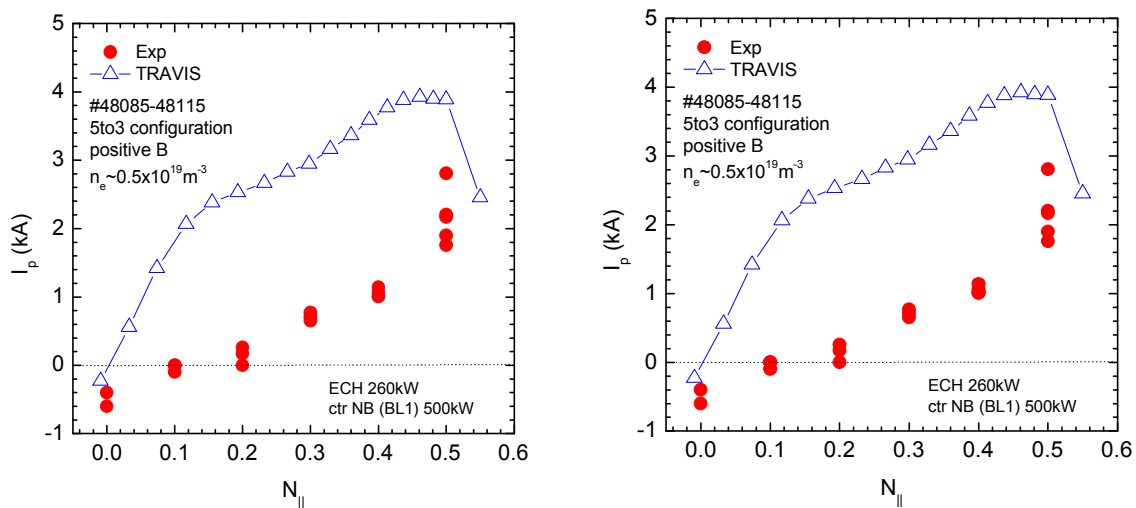 5
4
3
2
1
0
-1
I_p (kA)
Exp
TRAVIS
#48085-48115
5to3 configuration
positive B
n_e~0.5x10^19m^-3
ECH 260kW
ctr NB (BL1) 500kW
0.0 0.1 0.2 0.3 0.4 0.5 0.6
N_||
5
4
3
2
1
0
-1
I_p (kA)
Exp
TRAVIS
#48085-48115
5to3 configuration
positive B
n_e~0.5x10^19m^-3
ECH 260kW
ctr NB (BL1) 500kW
0.0 0.1 0.2 0.3 0.4 0.5 0.6
N_||